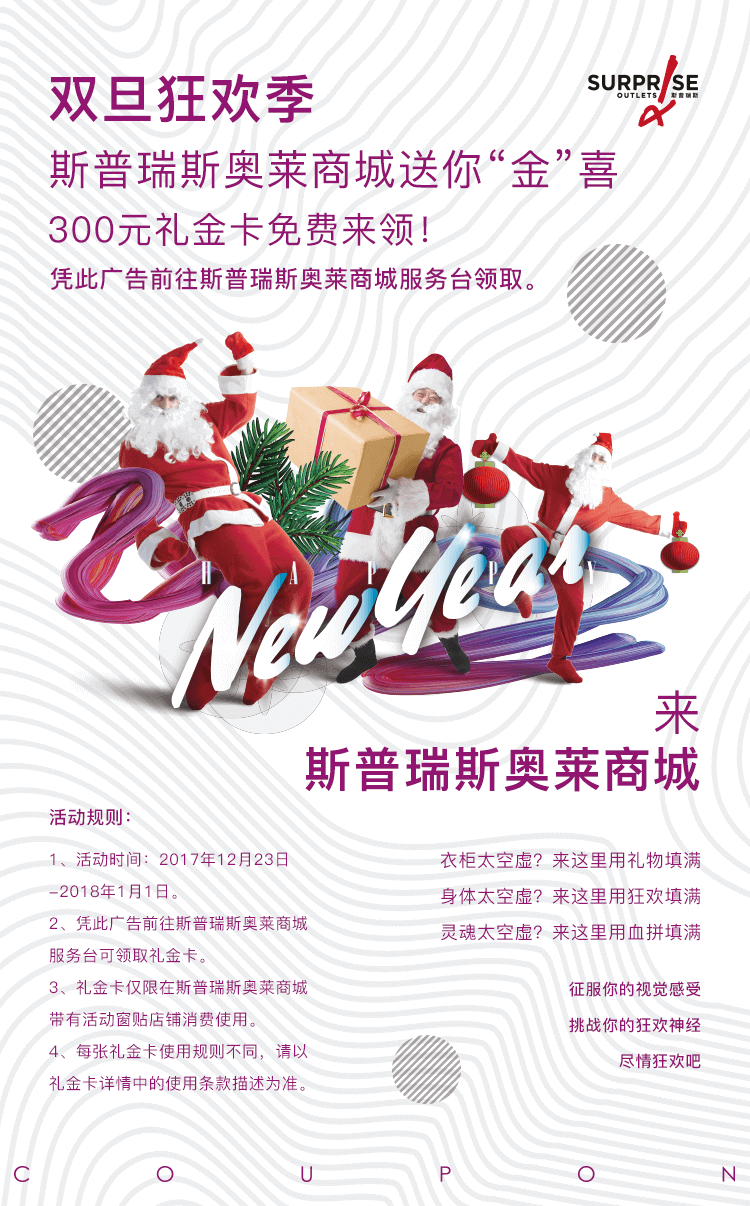 双旦狂欢季
SURPRISE
OUTLETS 斯普瑞斯
斯普瑞斯奥莱商城送你“金”喜
300元礼金卡免费来领！
凭此广告前往斯普瑞斯奥莱商城服务台领取。
HAPPY
New Year
来
斯普瑞斯奥莱商城
活动规则：
1、活动时间：2017年12月23日
-2018年1月1日。
2、凭此广告前往斯普瑞斯奥莱商城
服务台可领取礼金卡。
3、礼金卡仅限在斯普瑞斯奥莱商城
带有活动窗贴店铺消费使用。
4、每张礼金卡使用规则不同，请以
礼金卡详情中的使用条款描述为准。
衣柜太空虚？来这里用礼物填满
身体太空虚？来这里用狂欢填满
灵魂太空虚？来这里用血拼填满
征服你的视觉感受
挑战你的狂欢神经
尽情狂欢吧
COUPON